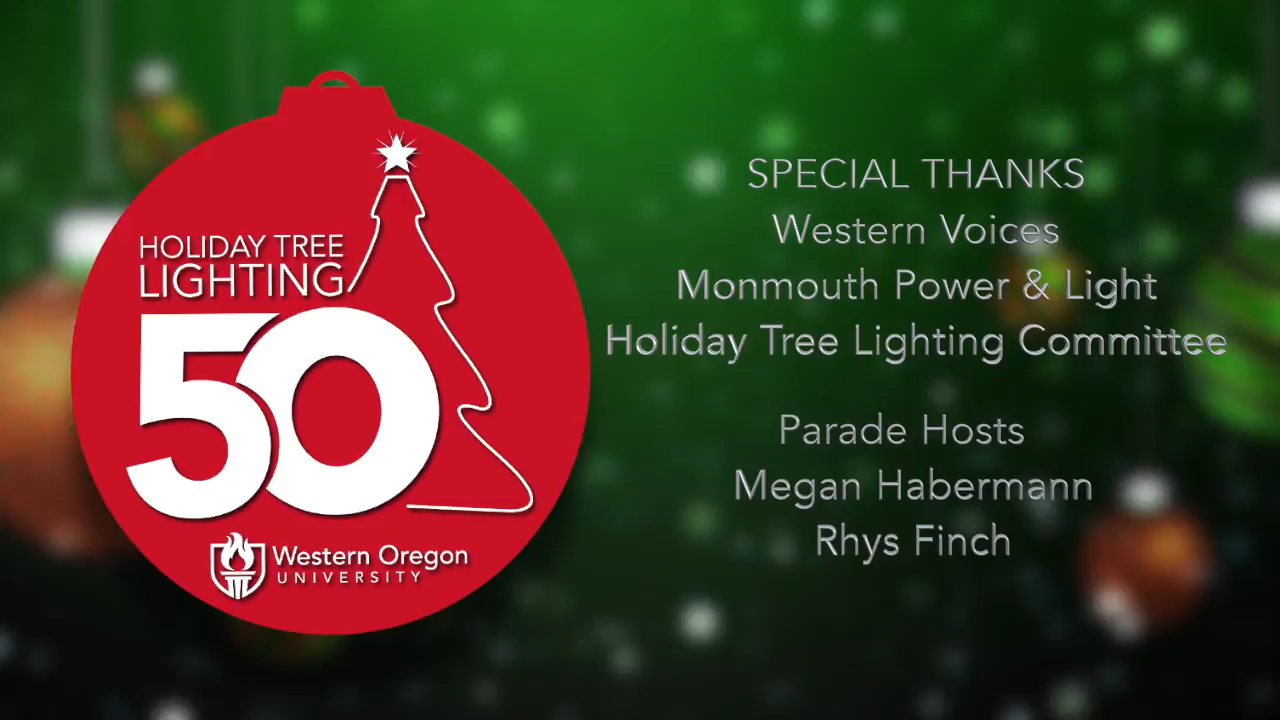 HOLIDAY TREE
LIGHTING
50
Western Oregon
UNIVERSITY
SPECIAL THANKS
Western Voices
Monmouth Power & Light
Holiday Tree Lighting Committee
Parade Hosts
Megan Habermann
Rhys Finch